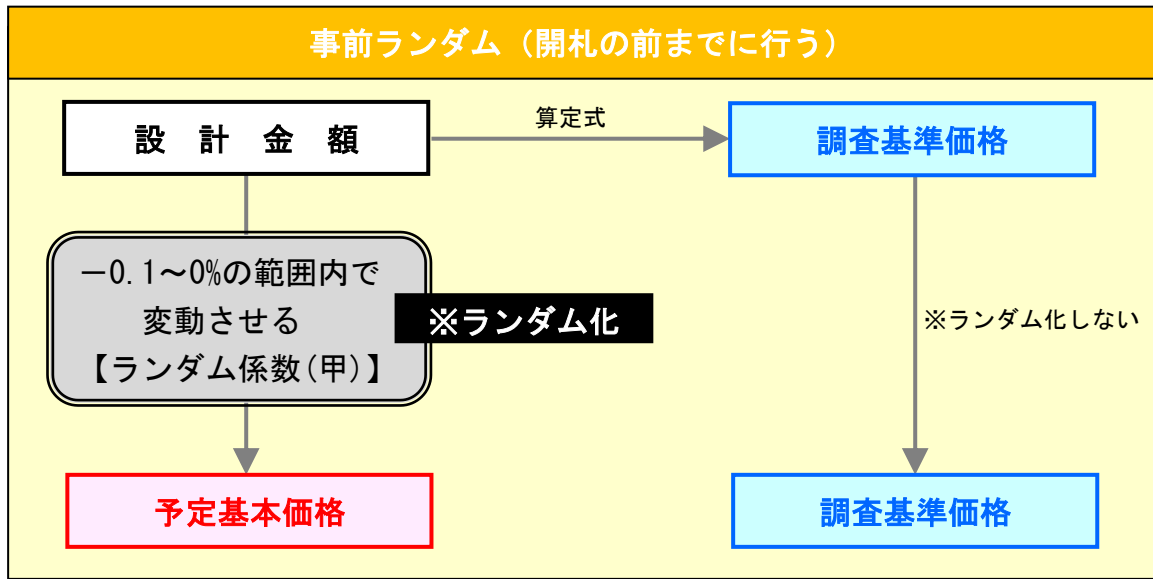 事前ランダム（開札の前までに行う）
設計金額
算定式
調査基準価格
－0.1～0%の範囲内で
変動させる
【ランダム係数(甲)】
※ランダム化
※ランダム化しない
予定基本価格
調査基準価格